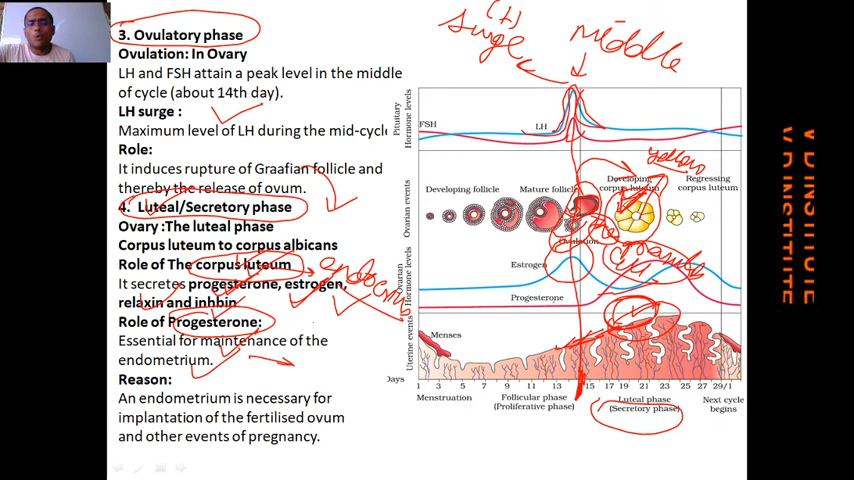 3. Ovulatory phase
Ovulation: In Ovary
LH and FSH attain a peak level in the middle
of cycle (about 14th day).
LH surge :
Maximum level of LH during the mid-cycle
Role:
It induces rupture of Graafian follicle and
thereby the release of ovum.
4. Luteal/Secretory phase
Ovary :The luteal phase
Corpus luteum to corpus albicans
Role of The corpus luteum
It secretes progesterone, estrogen,
relaxin and inhbin
Role of Progesterone:
Essential for maintenance of the
endometrium.
Reason:
An endometrium is necessary for
implantation of the fertilised ovum
and other events of pregnancy.
surge
middle
yellow
Pituitary
Hormone levels
FSH
LH
Ovarian events
Developing follicle
Mature follicle
Developing
corpus luteum
Regressing
corpus luteum
Ovulation
Ovarian
Hormone levels
Estrogen
Progesterone
Uterine events
Menses
Days
1 3 5 7 9 11 13 15 17 19 21 23 25 27 29/1
Menstruation
Follicular phase
(Proliferative phase)
Luteal phase
(Secretory phase)
Next cycle
begins
V D INSTITUTE
V D INSTITUTE